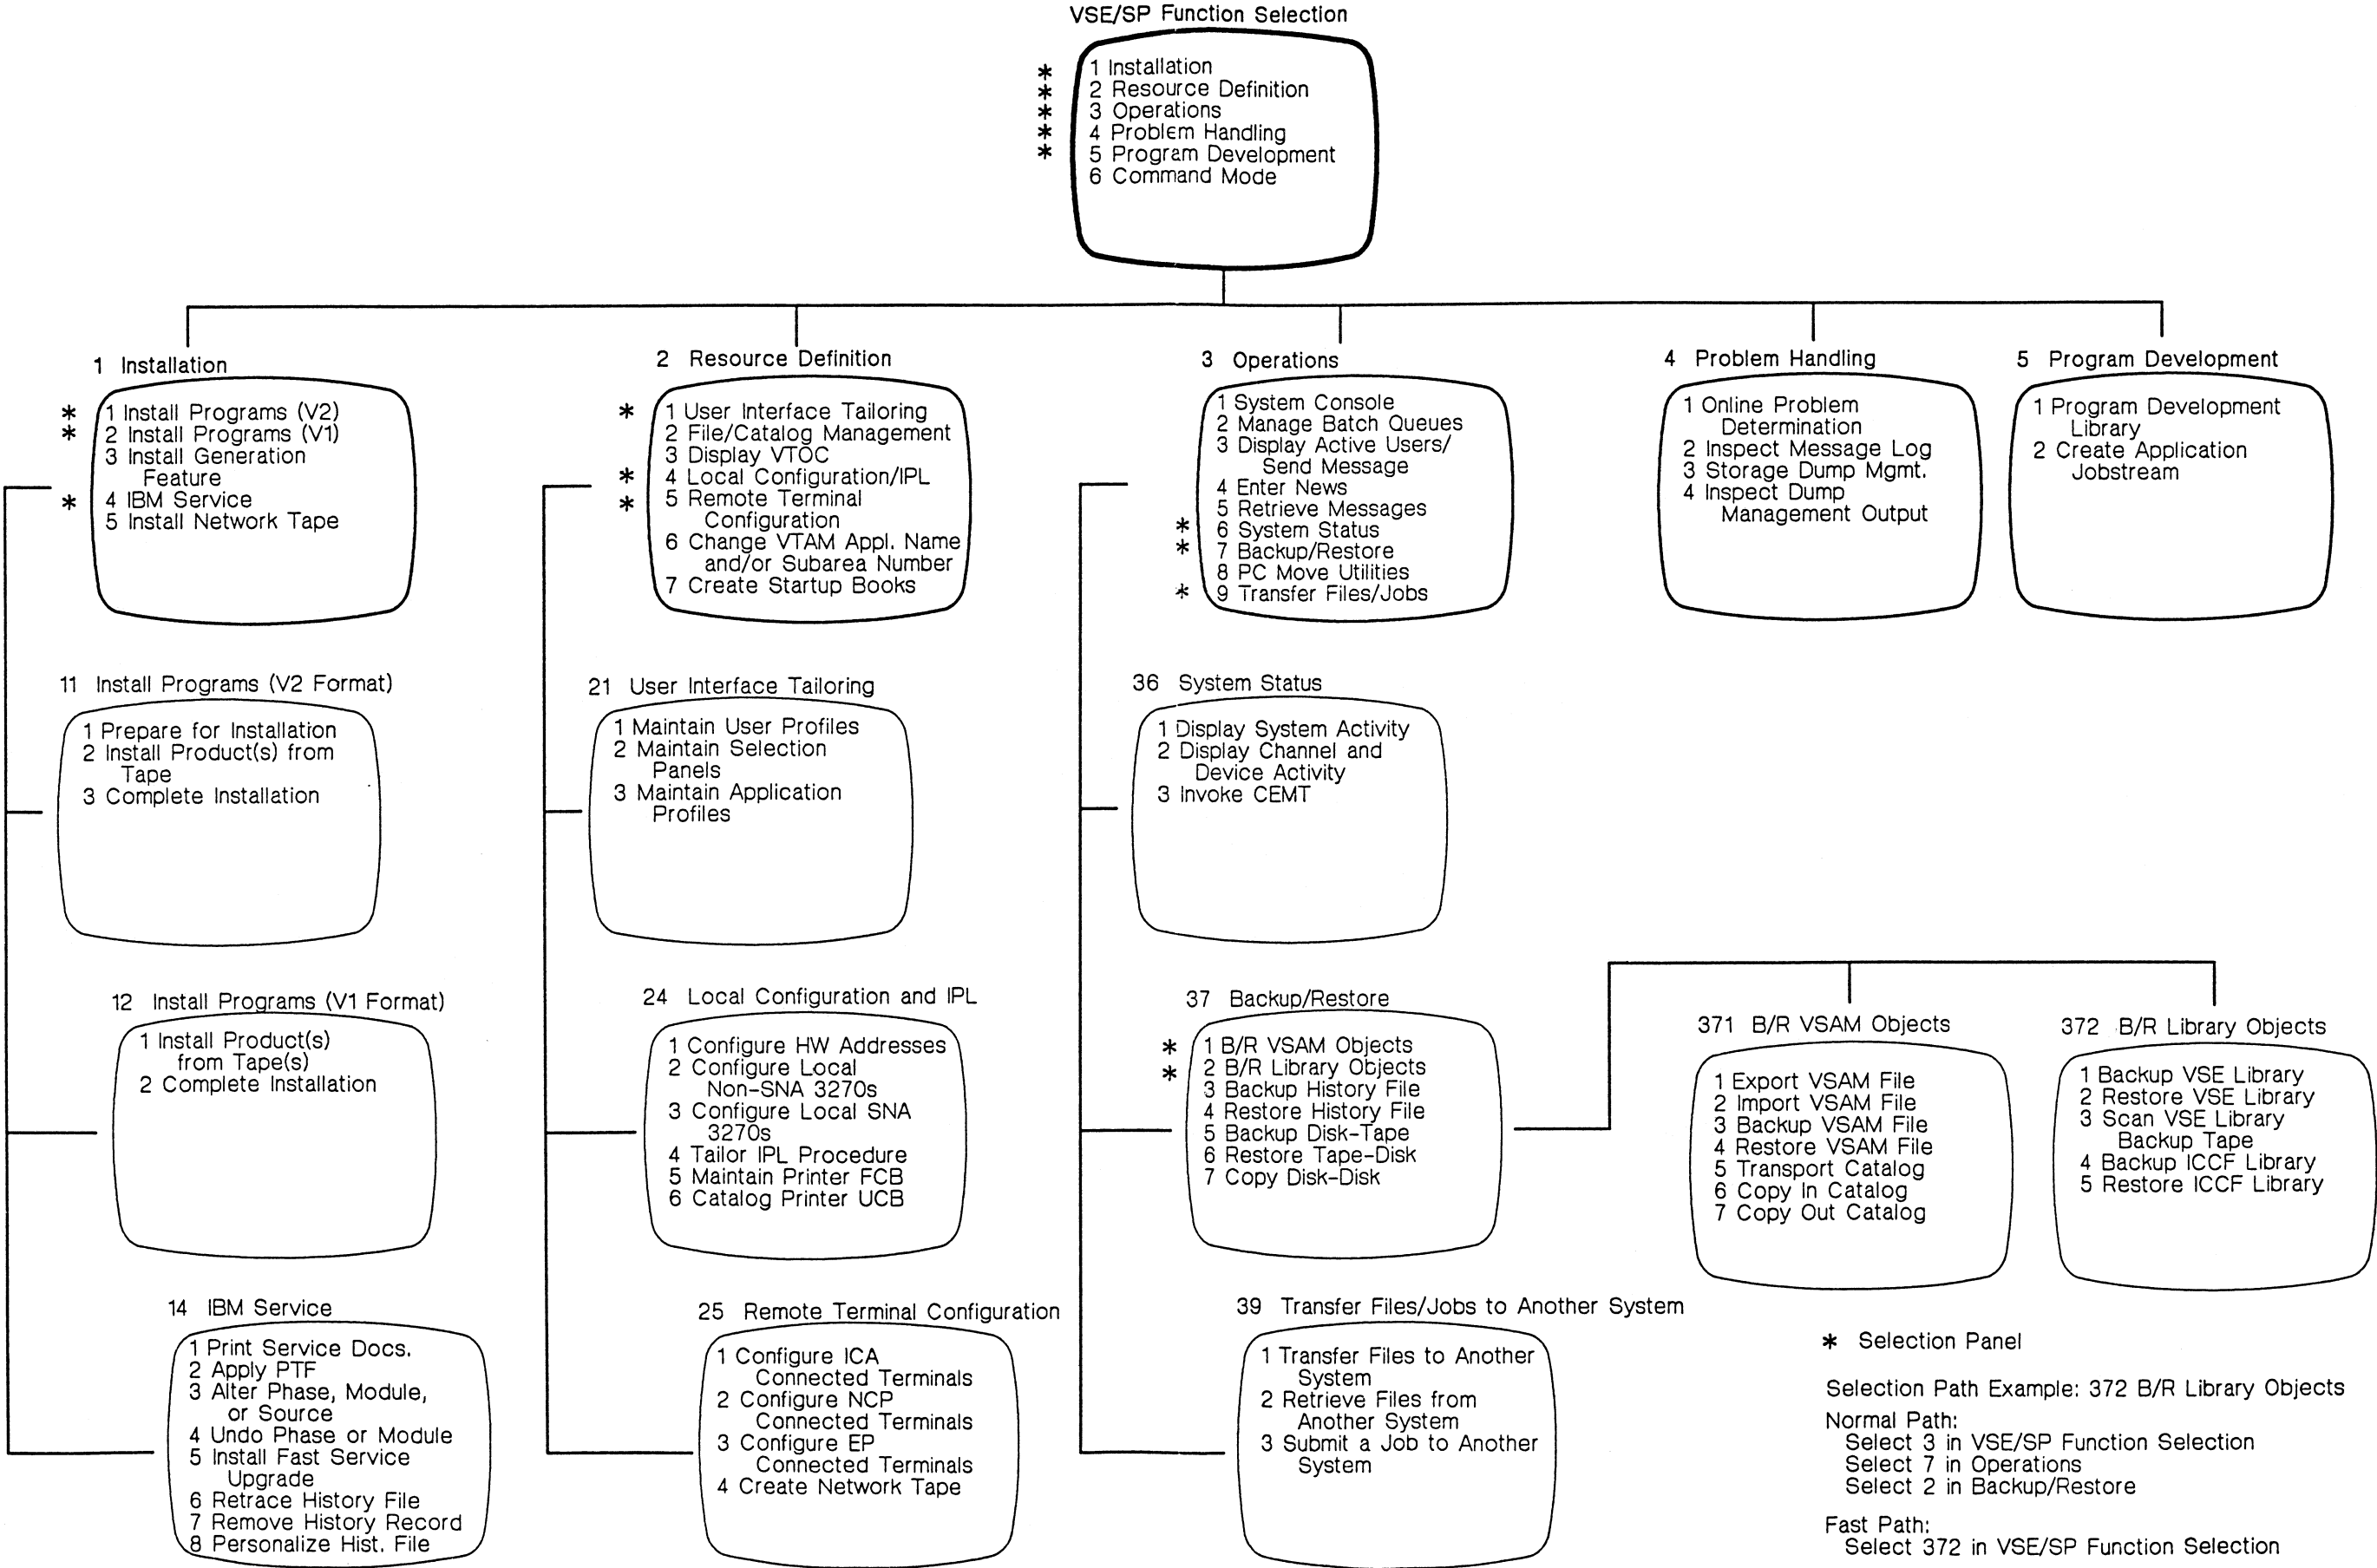 VSE/SP Function Selection
* 1 Installation
* 2 Resource Definition
* 3 Operations
* 4 Problem Handling
* 5 Program Development
6 Command Mode
1 Installation
* 1 Install Programs (V2)
* 2 Install Programs (V1)
3 Install Generation
Feature
* 4 IBM Service
5 Install Network Tape
2 Resource Definition
* 1 User Interface Tailoring
2 File/Catalog Management
3 Display VTOC
* 4 Local Configuration/IPL
* 5 Remote Terminal
Configuration
6 Change VTAM Appl. Name
and/or Subarea Number
7 Create Startup Books
3 Operations
1 System Console
2 Manage Batch Queues
3 Display Active Users/
Send Message
4 Enter News
5 Retrieve Messages
* 6 System Status
* 7 Backup/Restore
8 PC Move Utilities
* 9 Transfer Files/Jobs
4 Problem Handling
1 Online Problem
Determination
2 Inspect Message Log
3 Storage Dump Mgmt.
4 Inspect Dump
Management Output
5 Program Development
1 Program Development
Library
2 Create Application
Jobstream
11 Install Programs (V2 Format)
1 Prepare for Installation
2 Install Product(s) from
Tape
3 Complete Installation
21 User Interface Tailoring
1 Maintain User Profiles
2 Maintain Selection
Panels
3 Maintain Application
Profiles
36 System Status
1 Display System Activity
2 Display Channel and
Device Activity
3 Invoke CEMT
12 Install Programs (V1 Format)
1 Install Product(s)
from Tape(s)
2 Complete Installation
24 Local Configuration and IPL
1 Configure HW Addresses
2 Configure Local
Non-SNA 3270s
3 Configure Local SNA
3270s
4 Tailor IPL Procedure
5 Maintain Printer FCB
6 Catalog Printer UCB
37 Backup/Restore
* 1 B/R VSAM Objects
* 2 B/R Library Objects
3 Backup History File
4 Restore History File
5 Backup Disk-Tape
6 Restore Tape-Disk
7 Copy Disk-Disk
371 B/R VSAM Objects
1 Export VSAM File
2 Import VSAM File
3 Backup VSAM File
4 Restore VSAM File
5 Transport Catalog
6 Copy In Catalog
7 Copy Out Catalog
372 B/R Library Objects
1 Backup VSE Library
2 Restore VSE Library
3 Scan VSE Library
Backup Tape
4 Backup ICCF Library
5 Restore ICCF Library
14 IBM Service
1 Print Service Docs.
2 Apply PTF
3 Alter Phase, Module,
or Source
4 Undo Phase or Module
5 Install Fast Service
Upgrade
6 Retrace History File
7 Remove History Record
8 Personalize Hist. File
25 Remote Terminal Configuration
1 Configure ICA
Connected Terminals
2 Configure NCP
Connected Terminals
3 Configure EP
Connected Terminals
4 Create Network Tape
39 Transfer Files/Jobs to Another System
1 Transfer Files to Another
System
2 Retrieve Files from
Another System
3 Submit a Job to Another
System
* Selection Panel
Selection Path Example: 372 B/R Library Objects
Normal Path:
Select 3 in VSE/SP Function Selection
Select 7 in Operations
Select 2 in Backup/Restore
Fast Path:
Select 372 in VSE/SP Function Selection